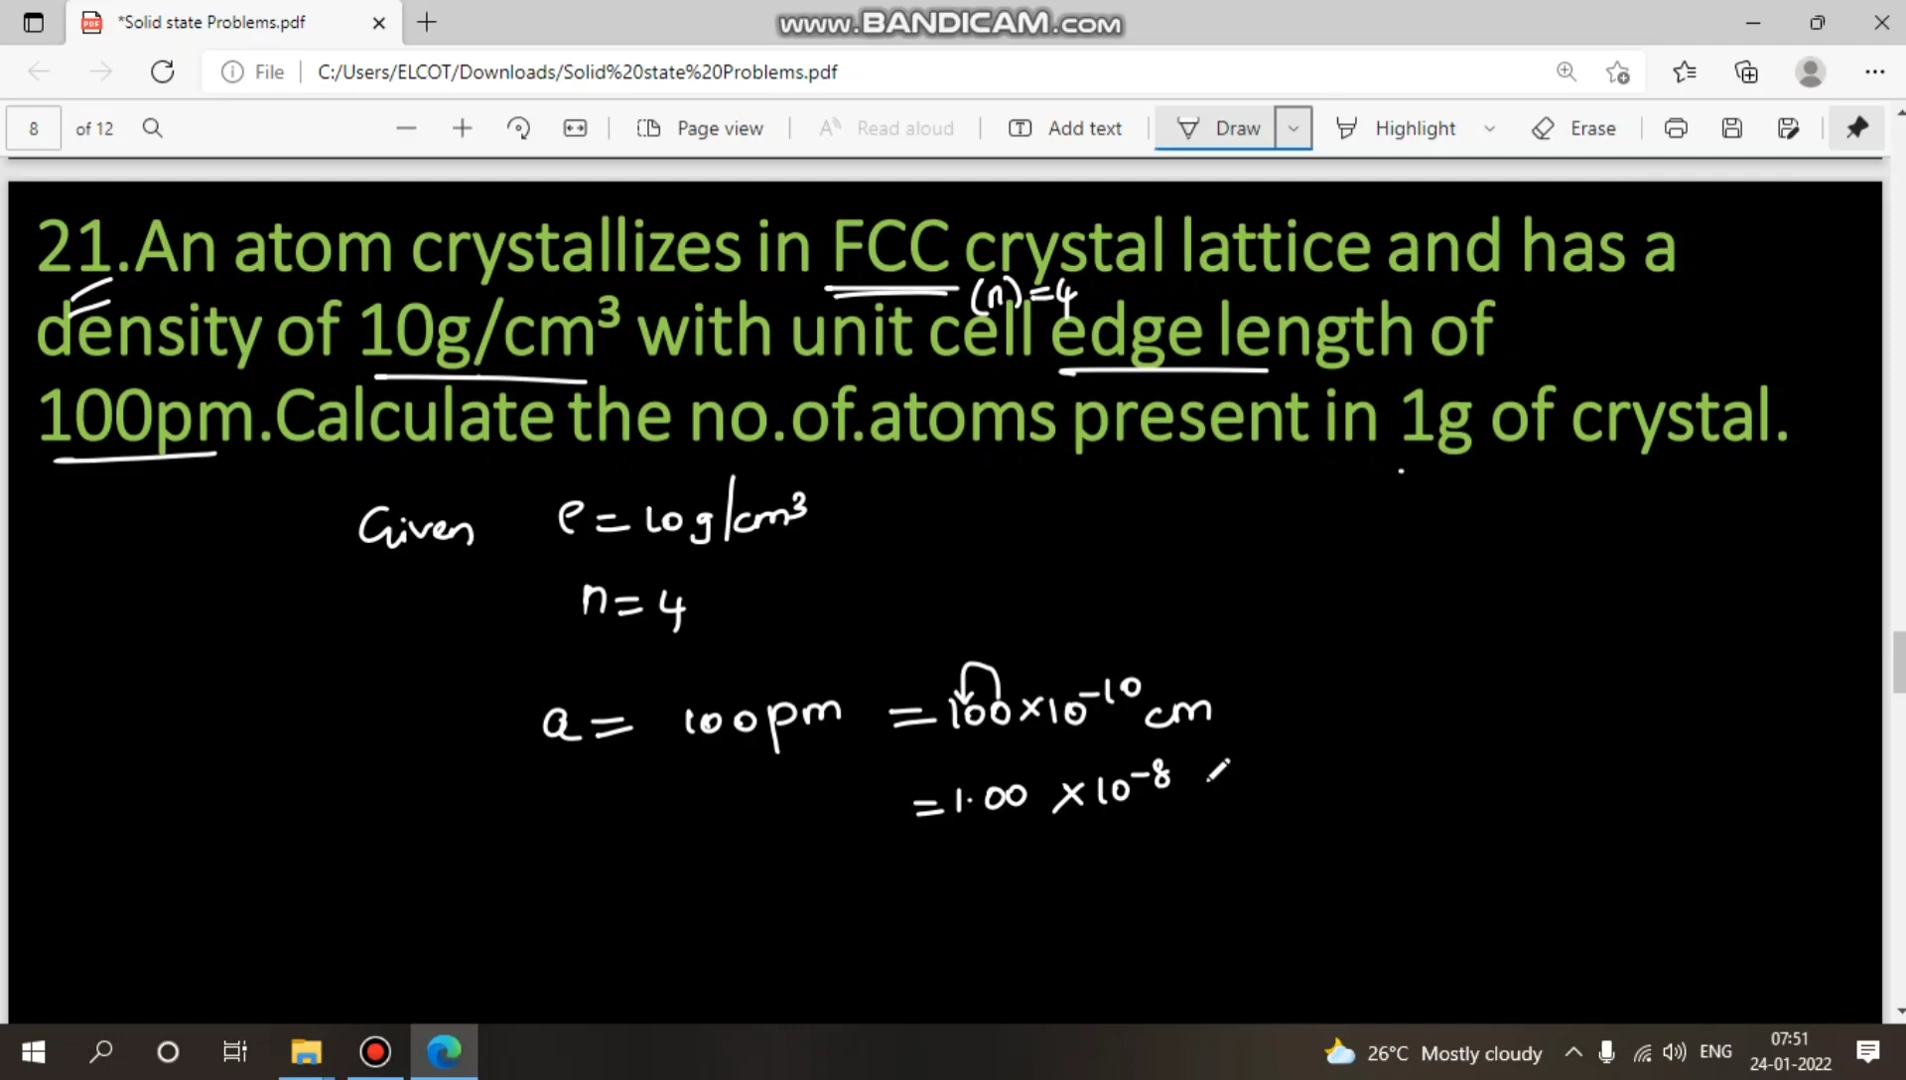 *Solid state Problems.pdf
www.BANDICAM.com
File
C:/Users/ELCOT/Downloads/Solid%20state%20Problems.pdf
8 of 12
Page view
Read aloud
Add text
Draw
Highlight
Erase
21.An atom crystallizes in FCC crystal lattice and has a
(n)=4
density of 10g/cm³ with unit cell edge length of
100pm.Calculate the no.of.atoms present in 1g of crystal.
Given ρ = 10g/cm³
n = 4
a = 100pm = 100×10⁻¹⁰ cm
= 1.00 ×10⁻⁸
26°C Mostly cloudy
ENG
07:51
24-01-2022